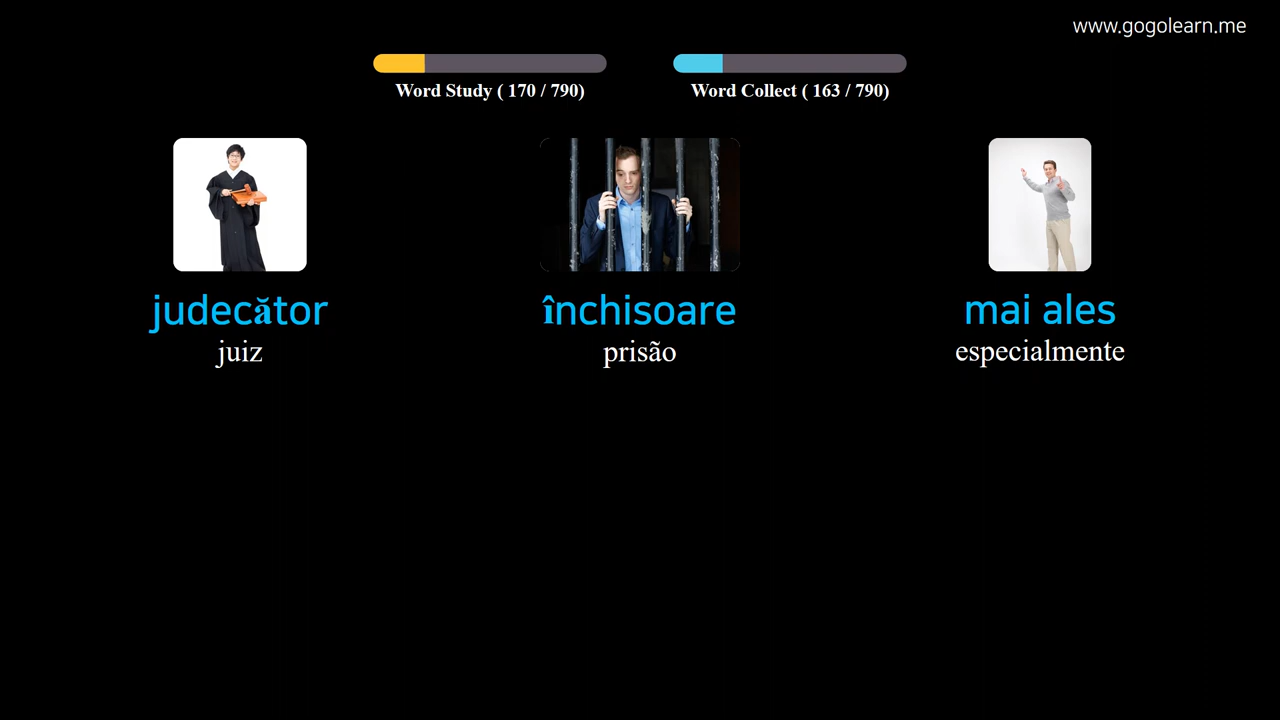 www.gogolearn.me
Word Study ( 170 / 790)
Word Collect ( 163 / 790)
judecător
închisoare
mai ales
juiz
prisão
especialmente